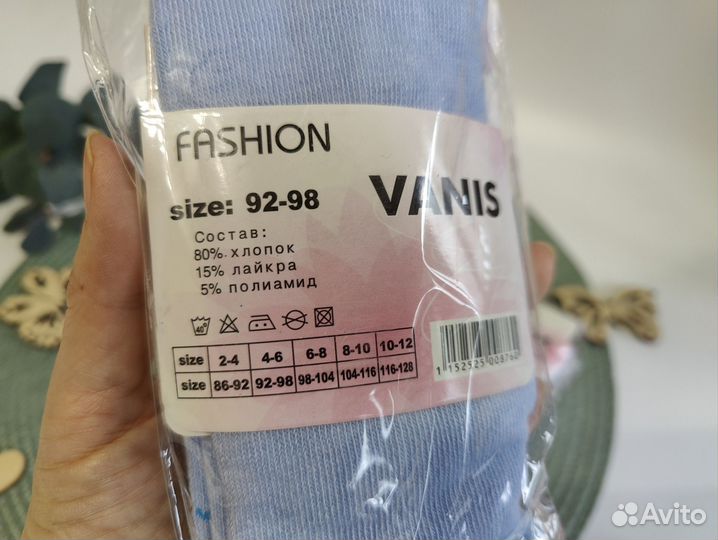 FASHION
VANIS
size: 92-98
Состав:
80% хлопок
15% лайкра
5% полиамид
40°
size 2-4 4-6 6-8 8-10 10-12
size 86-92 92-98 98-104 104-116 116-128
Avito